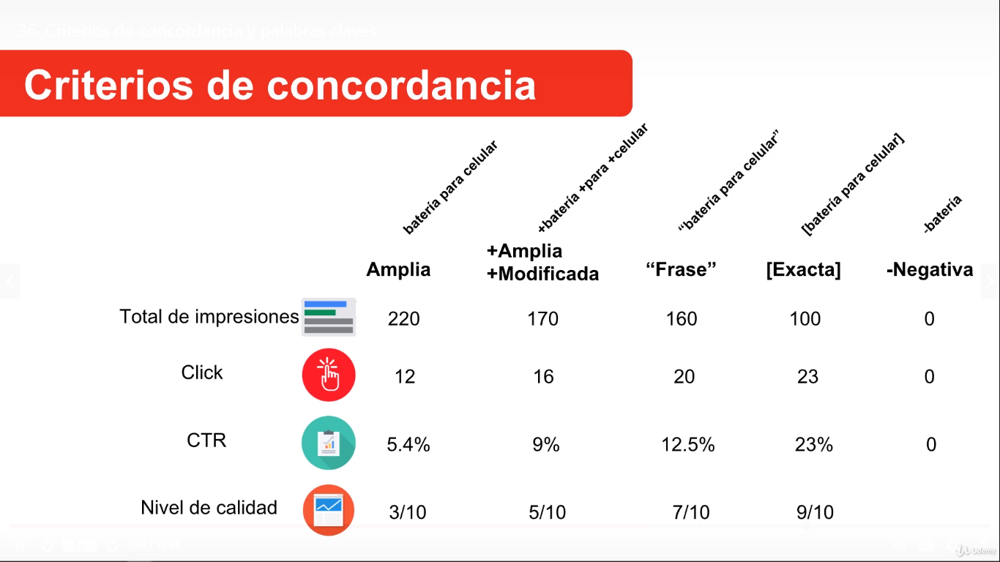 36. Criterios de concordancia y palabras claves
Criterios de concordancia
batería para celular
+batería +para +celular
“batería para celular”
[batería para celular]
-batería
Amplia
+Amplia
+Modificada
“Frase”
[Exacta]
-Negativa
Total de impresiones 220 170 160 100 0
Click 12 16 20 23 0
CTR 5.4% 9% 12.5% 23% 0
Nivel de calidad 3/10 5/10 7/10 9/10
Udemy